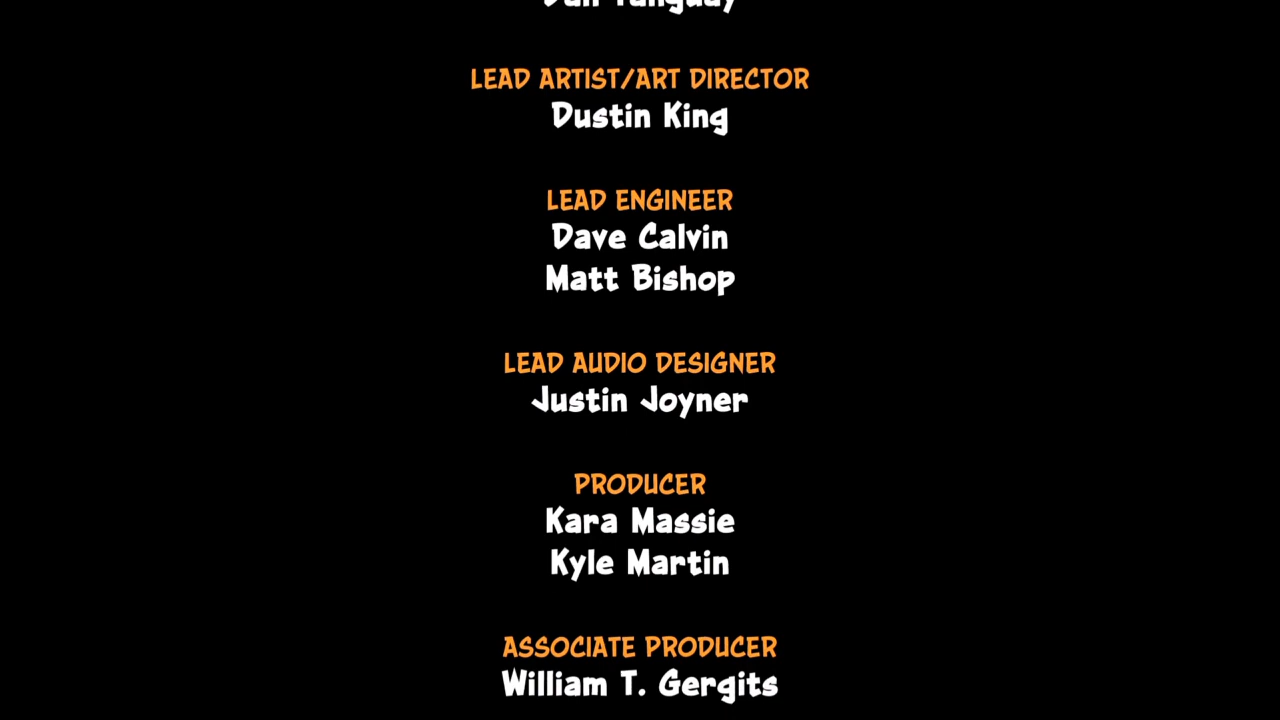 LEAD ARTIST/ART DIRECTOR
Dustin King
LEAD ENGINEER
Dave Calvin
Matt Bishop
LEAD AUDIO DESIGNER
Justin Joyner
PRODUCER
Kara Massie
Kyle Martin
ASSOCIATE PRODUCER
William T. Gergits